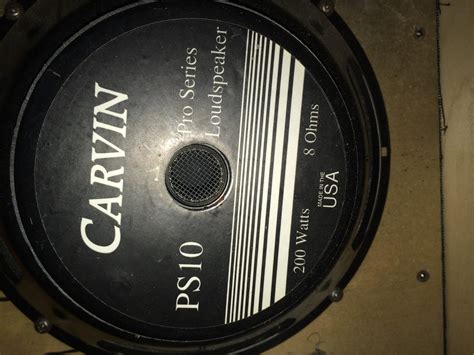 CARVIN
PS10 Pro Series
Loudspeaker
200 Watts 8 Ohms
MADE IN THE
USA